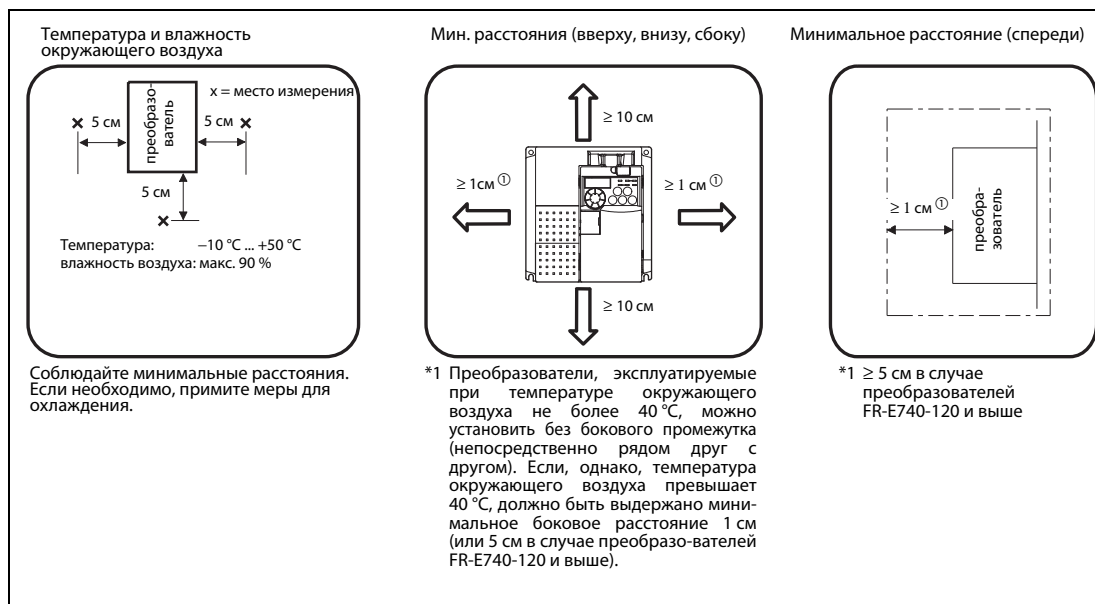 Температура и влажность
окружающего воздуха
x = место измерения
преобразо-
ватель
5 см
5 см
5 см
Температура: –10 °C ... +50 °C
влажность воздуха: макс. 90 %
Соблюдайте минимальные расстояния.
Если необходимо, примите меры для
охлаждения.
Мин. расстояния (вверху, внизу, сбоку)
≥ 10 см
≥ 1см ①
≥ 1 см ①
≥ 10 см
*1 Преобразователи, эксплуатируемые
при температуре окружающего
воздуха не более 40 °C, можно
установить без бокового промежутка
(непосредственно рядом друг с
другом). Если, однако, температура
окружающего воздуха превышает
40 °C, должно быть выдержано мини-
мальное боковое расстояние 1 см
(или 5 см в случае преобразо-вателей
FR-E740-120 и выше).
Минимальное расстояние (спереди)
≥ 1 см ①
преобра-
зователь
*1 ≥ 5 см в случае
преобразователей
FR-E740-120 и выше